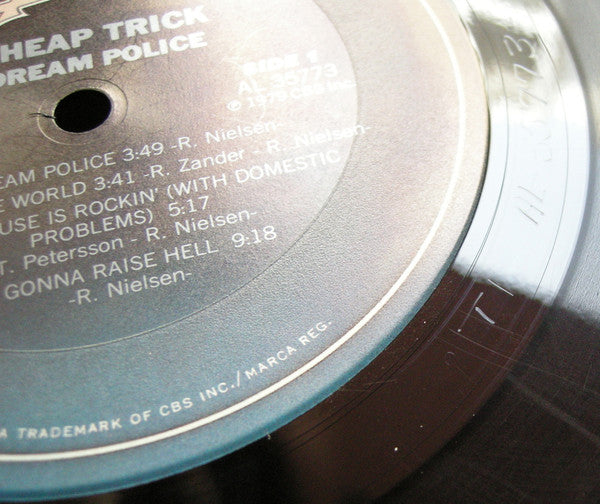 HEAP TRICK
DREAM POLICE
SIDE 1
AL 35773
℗ 1979 CBS Inc.
EAM POLICE 3:49 -R. Nielsen-
E WORLD 3:41 -R. Zander - R. Nielsen-
USE IS ROCKIN' (WITH DOMESTIC
PROBLEMS) 5:17
T. Petersson - R. Nielsen-
GONNA RAISE HELL 9:18
-R. Nielsen-
A TRADEMARK OF CBS INC./MARCA REG.
AL 35773